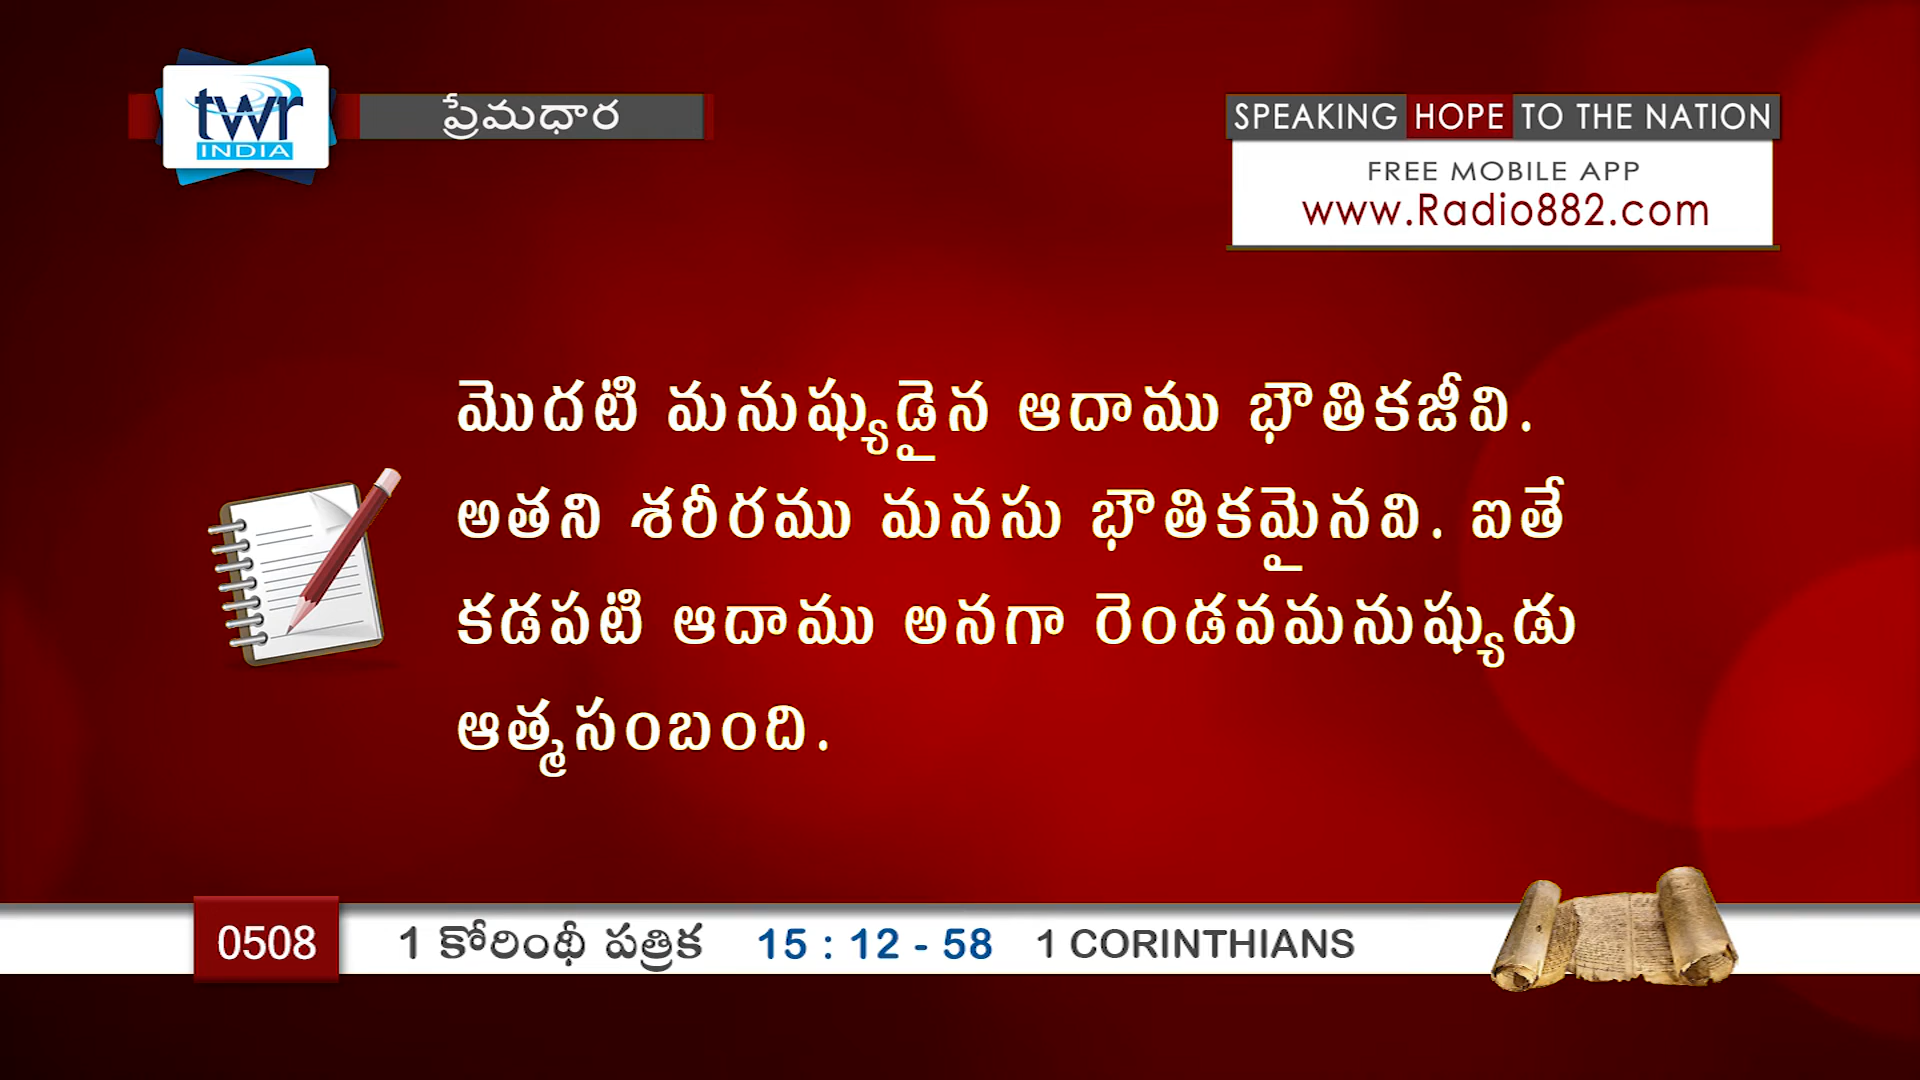 twr
INDIA
ప్రేమధార
SPEAKING HOPE TO THE NATION
FREE MOBILE APP
www.Radio882.com
మొదటి మనుష్యుడైన ఆదాము భౌతికజీవి.
అతని శరీరము మనసు భౌతికమైనవి. ఐతే
కడపటి ఆదాము అనగా రెండవమనుష్యుడు
ఆత్మసంబంది.
0508
1 కోరింథీ పత్రిక 15 : 12 - 58 1 CORINTHIANS